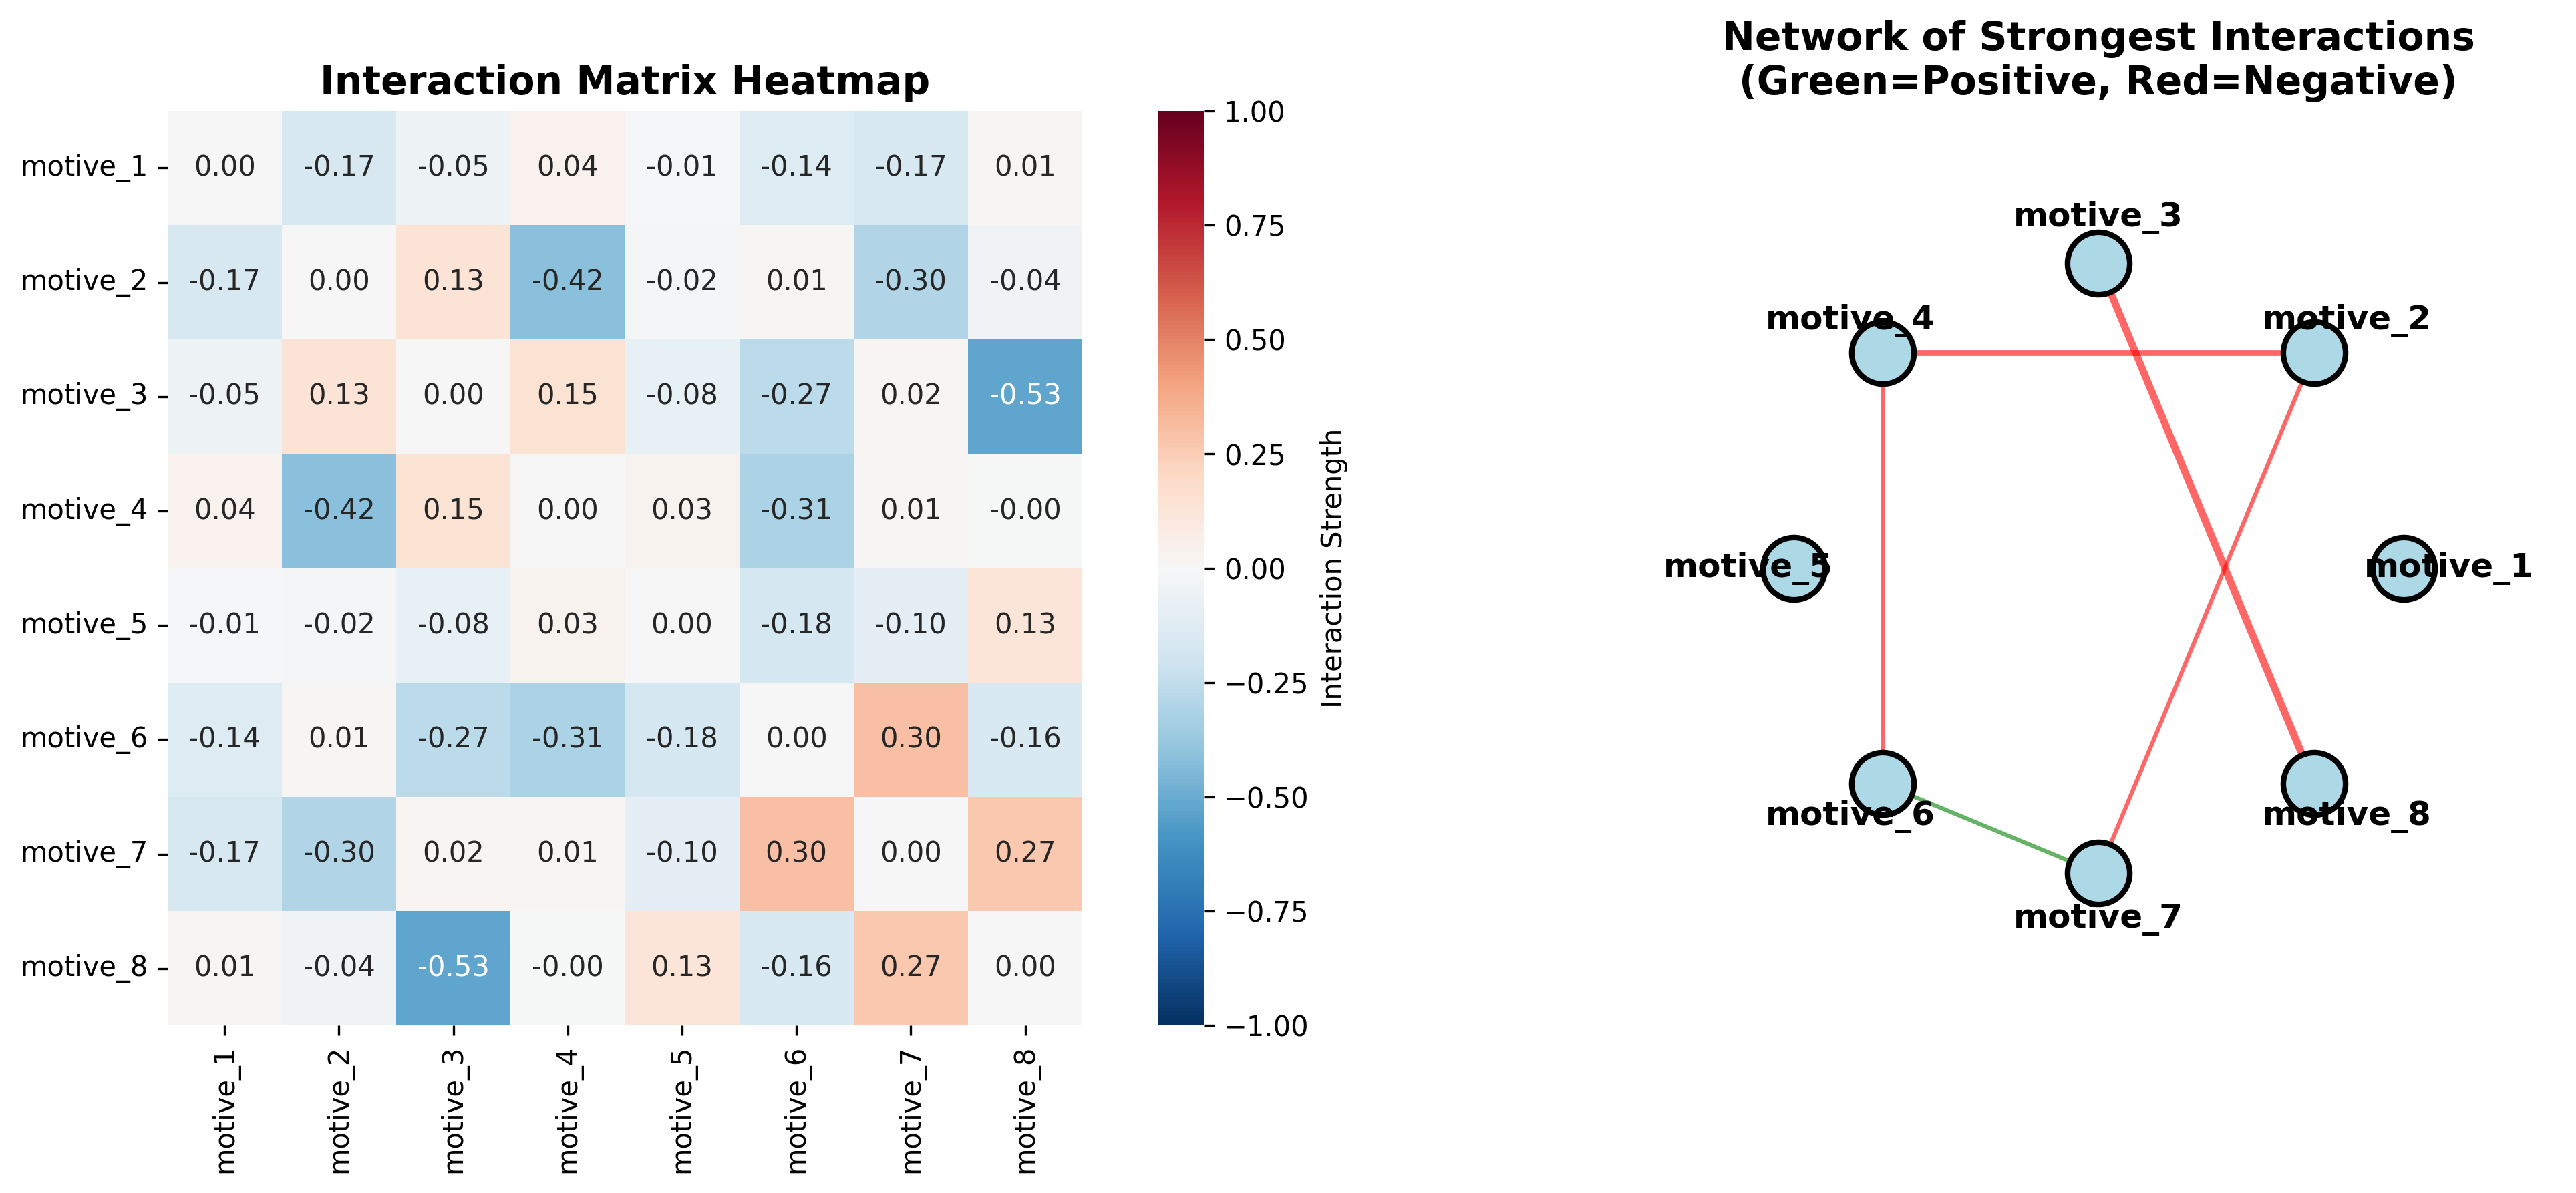 Interaction Matrix Heatmap
motive_1 0.00 -0.17 -0.05 0.04 -0.01 -0.14 -0.17 0.01
motive_2 -0.17 0.00 0.13 -0.42 -0.02 0.01 -0.30 -0.04
motive_3 -0.05 0.13 0.00 0.15 -0.08 -0.27 0.02 -0.53
motive_4 0.04 -0.42 0.15 0.00 0.03 -0.31 0.01 -0.00
motive_5 -0.01 -0.02 -0.08 0.03 0.00 -0.18 -0.10 0.13
motive_6 -0.14 0.01 -0.27 -0.31 -0.18 0.00 0.30 -0.16
motive_7 -0.17 -0.30 0.02 0.01 -0.10 0.30 0.00 0.27
motive_8 0.01 -0.04 -0.53 -0.00 0.13 -0.16 0.27 0.00
motive_1 motive_2 motive_3 motive_4 motive_5 motive_6 motive_7 motive_8
1.00
0.75
0.50
0.25
0.00
−0.25
−0.50
−0.75
−1.00
Interaction Strength
Network of Strongest Interactions
(Green=Positive, Red=Negative)
motive_3
motive_4 motive_2
motive_5 motive_1
motive_6 motive_8
motive_7